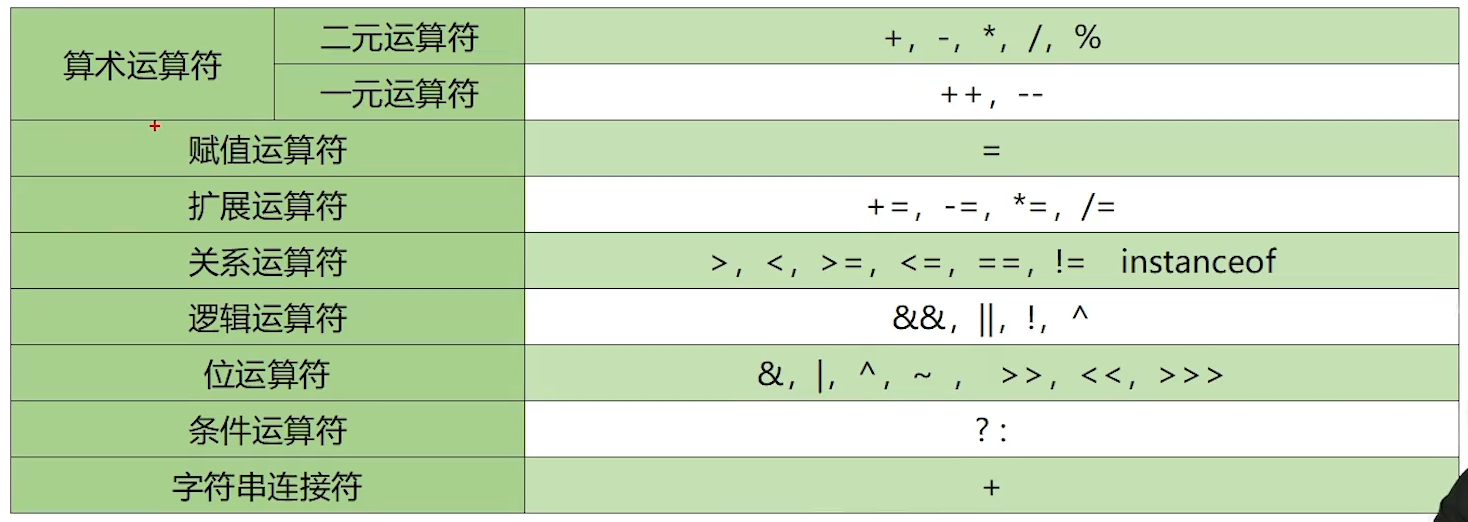 算术运算符 二元运算符 +, -, *, /, %
一元运算符 ++, --
赋值运算符 =
扩展运算符 +=, -=, *=, /=
关系运算符 >, <, >=, <=, ==, != instanceof
逻辑运算符 &&, ||, !, ^
位运算符 &, |, ^, ~ , >>, <<, >>>
条件运算符 ? :
字符串连接符 +